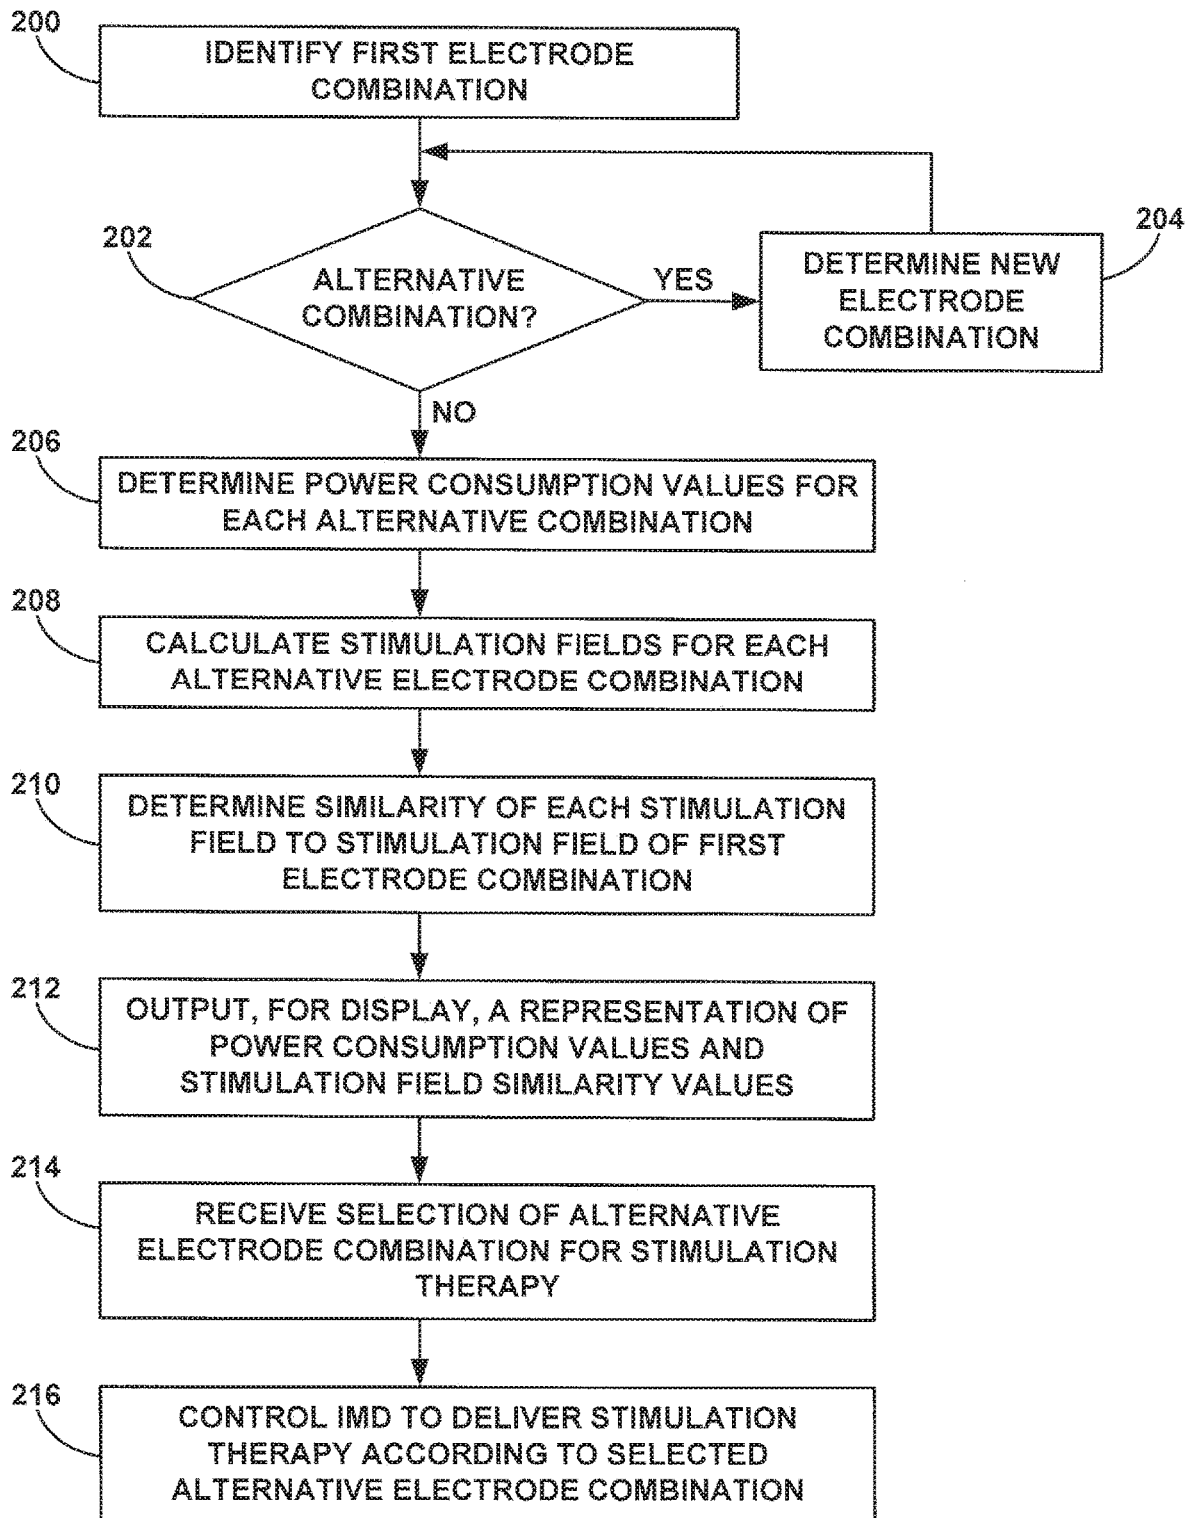 200
IDENTIFY FIRST ELECTRODE
COMBINATION
202
ALTERNATIVE
COMBINATION?
YES
204
DETERMINE NEW
ELECTRODE
COMBINATION
NO
206
DETERMINE POWER CONSUMPTION VALUES FOR
EACH ALTERNATIVE COMBINATION
208
CALCULATE STIMULATION FIELDS FOR EACH
ALTERNATIVE ELECTRODE COMBINATION
210
DETERMINE SIMILARITY OF EACH STIMULATION
FIELD TO STIMULATION FIELD OF FIRST
ELECTRODE COMBINATION
212
OUTPUT, FOR DISPLAY, A REPRESENTATION OF
POWER CONSUMPTION VALUES AND
STIMULATION FIELD SIMILARITY VALUES
214
RECEIVE SELECTION OF ALTERNATIVE
ELECTRODE COMBINATION FOR STIMULATION
THERAPY
216
CONTROL IMD TO DELIVER STIMULATION
THERAPY ACCORDING TO SELECTED
ALTERNATIVE ELECTRODE COMBINATION